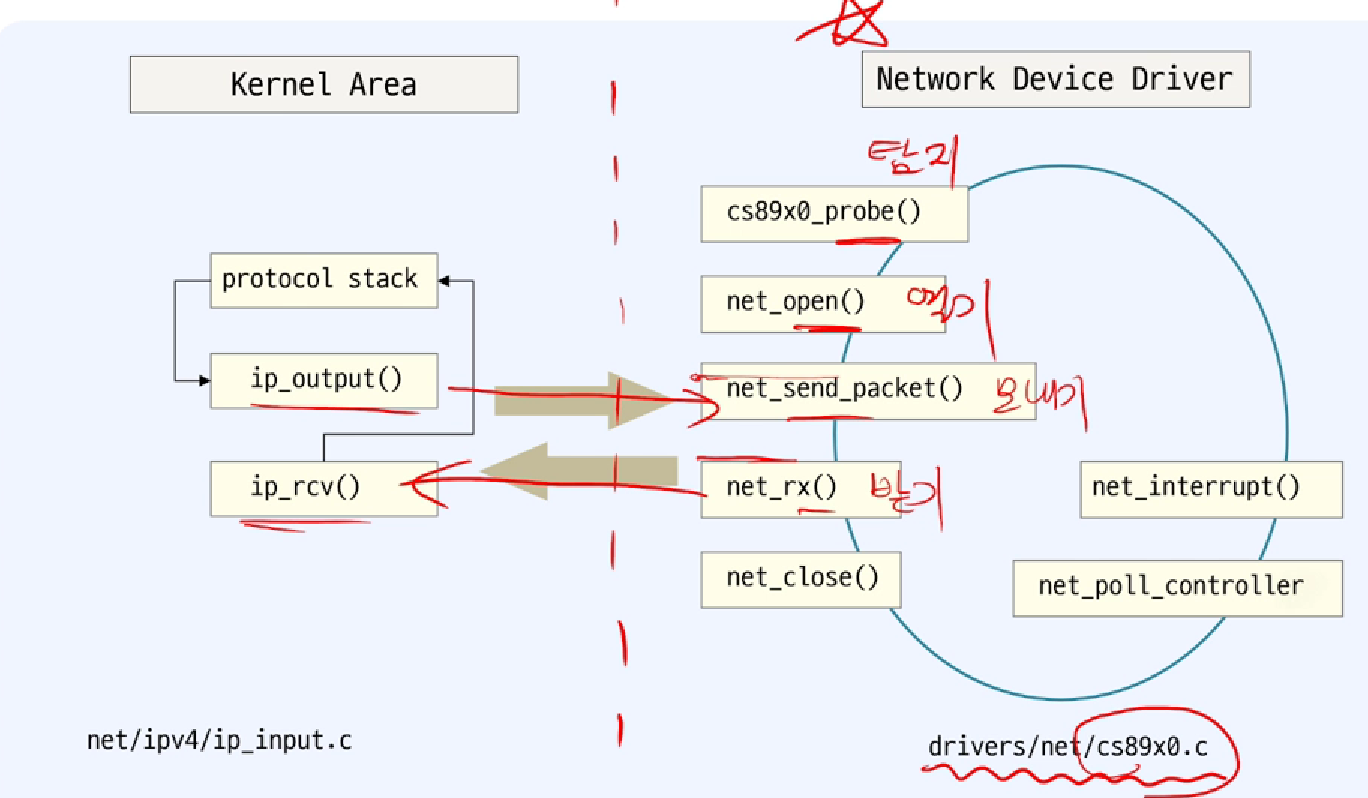 Kernel Area
Network Device Driver
탐지
cs89x0_probe()
protocol stack
net_open() 열기
ip_output()
net_send_packet() 보내기
ip_rcv()
net_rx() 받기
net_interrupt()
net_close()
net_poll_controller
net/ipv4/ip_input.c
drivers/net/cs89x0.c